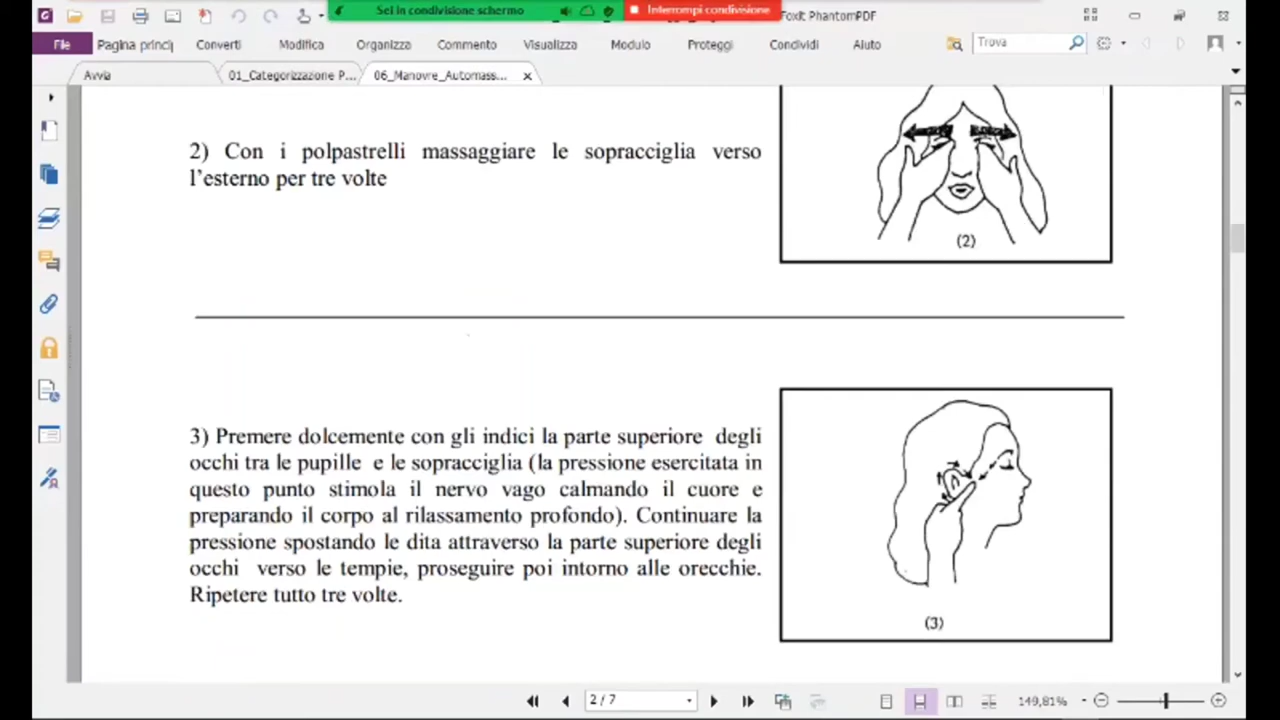 Sei in condivisione schermo
Interrompi condivisione
Foxit PhantomPDF
File
Pagina princi
Converti
Modifica
Organizza
Commento
Visualizza
Modulo
Proteggi
Condividi
Aiuto
Trova
Avvia
01_Categorizzazione P...
06_Manovre_Automass...
2) Con i polpastrelli massaggiare le sopracciglia verso
l’esterno per tre volte
(2)
3) Premere dolcemente con gli indici la parte superiore degli
occhi tra le pupille e le sopracciglia (la pressione esercitata in
questo punto stimola il nervo vago calmando il cuore e
preparando il corpo al rilassamento profondo). Continuare la
pressione spostando le dita attraverso la parte superiore degli
occhi verso le tempie, proseguire poi intorno alle orecchie.
Ripetere tutto tre volte.
(3)
2 / 7
149,81%